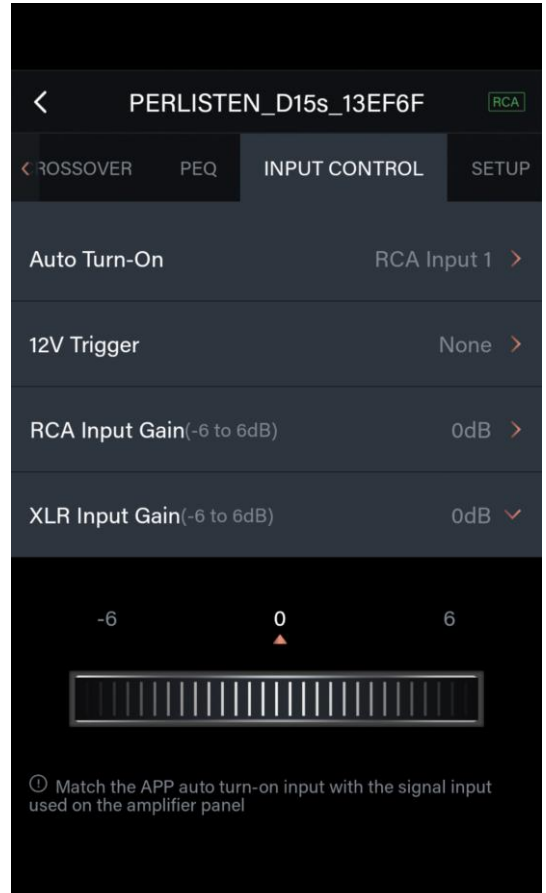 PERLISTEN_D15s_13EF6F RCA
ROSSOVER PEQ INPUT CONTROL SETUP
Auto Turn-On RCA Input 1
12V Trigger None
RCA Input Gain(-6 to 6dB) 0dB
XLR Input Gain(-6 to 6dB) 0dB
-6 0 6
Match the APP auto turn-on input with the signal input
used on the amplifier panel